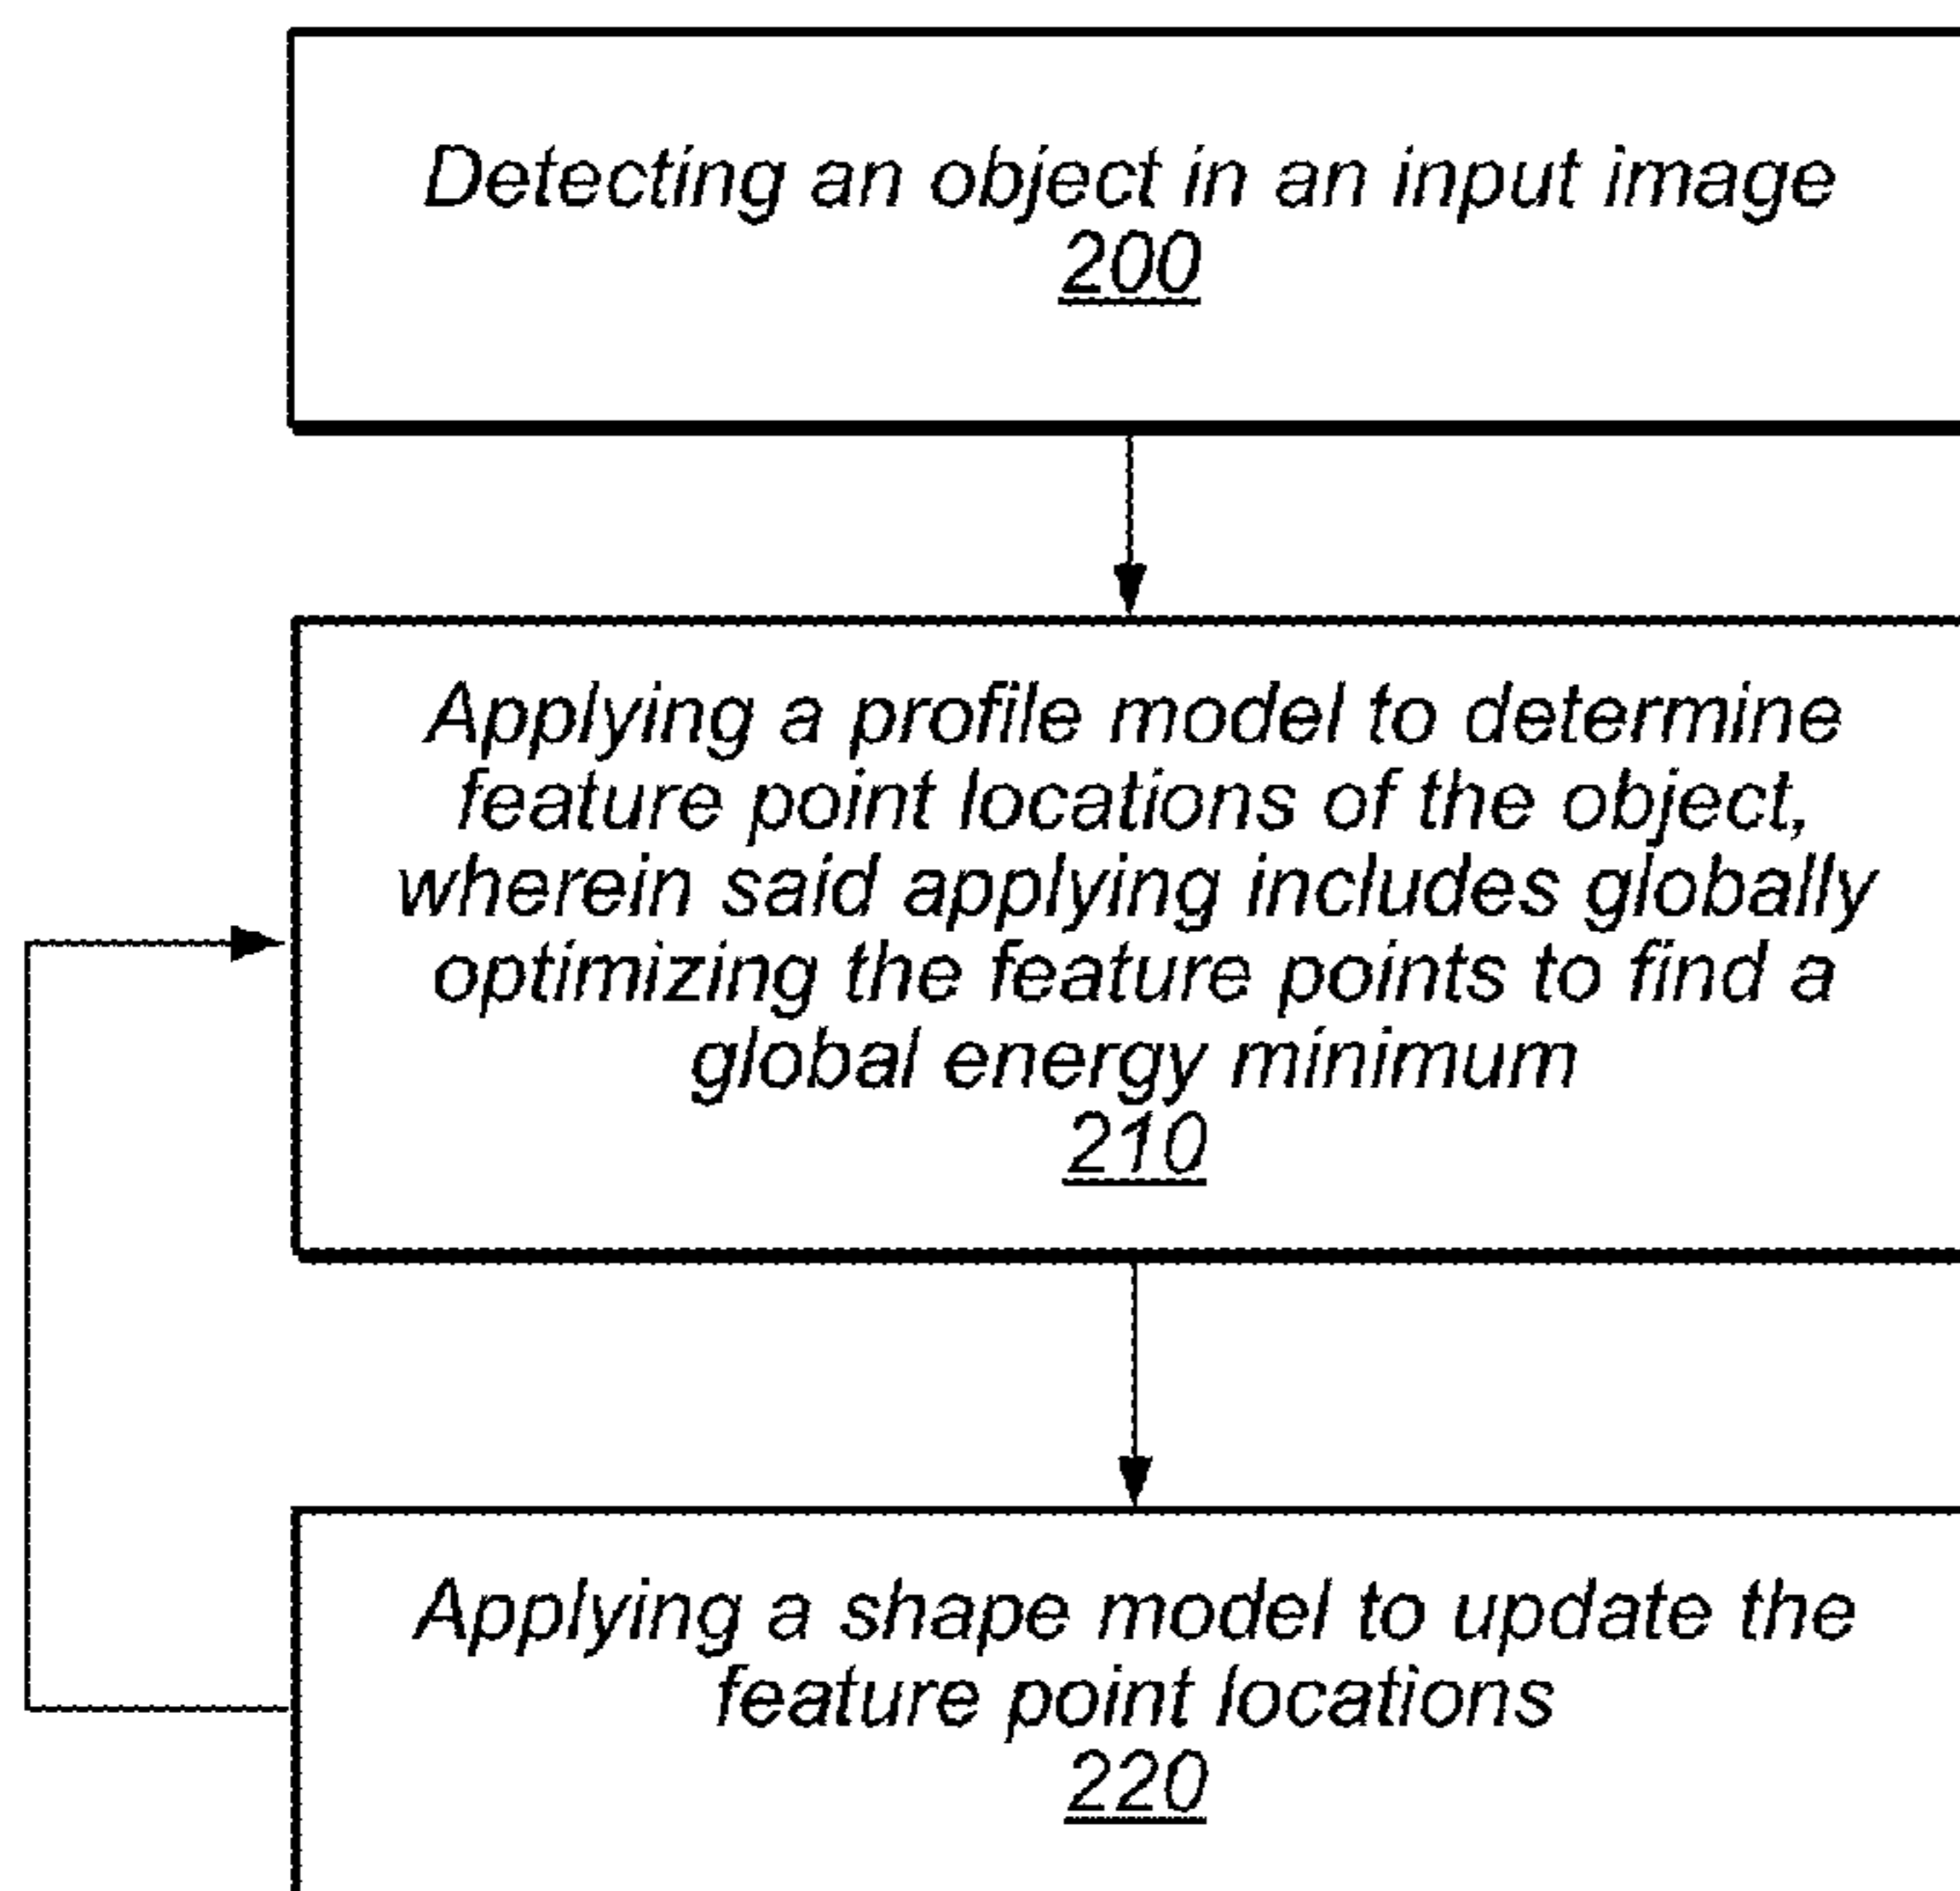 Detecting an object in an input image
200
Applying a profile model to determine
feature point locations of the object,
wherein said applying includes globally
optimizing the feature points to find a
global energy minimum
210
Applying a shape model to update the
feature point locations
220